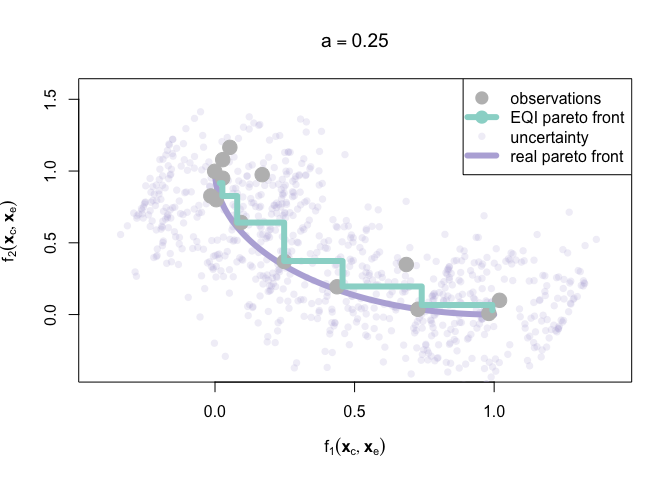 a = 0.25
observations
EQI pareto front
uncertainty
real pareto front
1.5
1.0
0.5
0.0
f₂(x_c, x_e)
0.0 0.5 1.0
f₁(x_c, x_e)